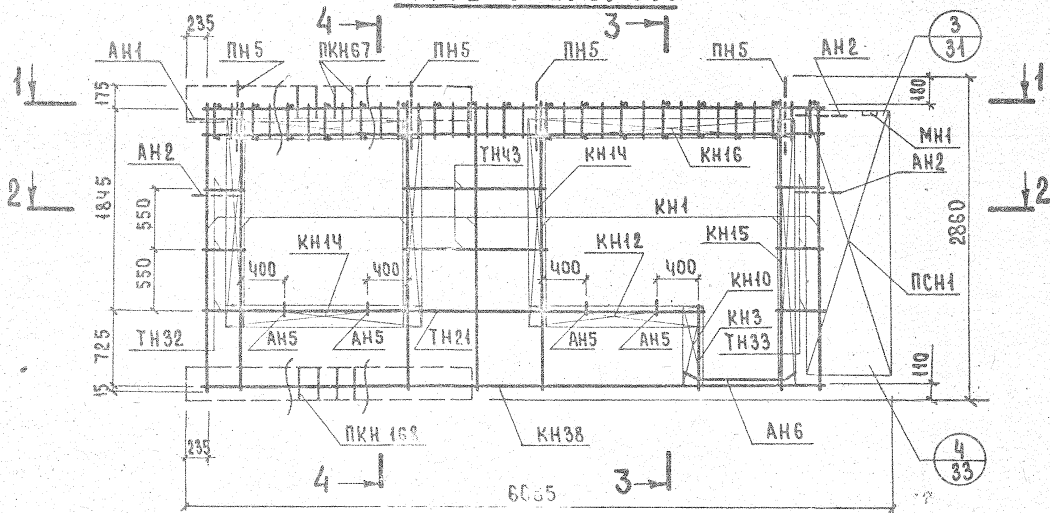 4
3
3
31
235
АН1
ПН5
ПКН67
ПН5
ПН5
ПН5
АН2
1
1
175
180
МН1
АН2
АН2
ТН43
КН14
КН16
2
2
1845
550
КН1
2860
КН14
КН12
КН15
550
400
400
400
400
КН10
ПСН1
КН3
ТН32
АН5
АН5
ТН21
АН5
АН5
ТН33
725
15
110
ПКН 168
КН38
АН6
235
4
3
4
33